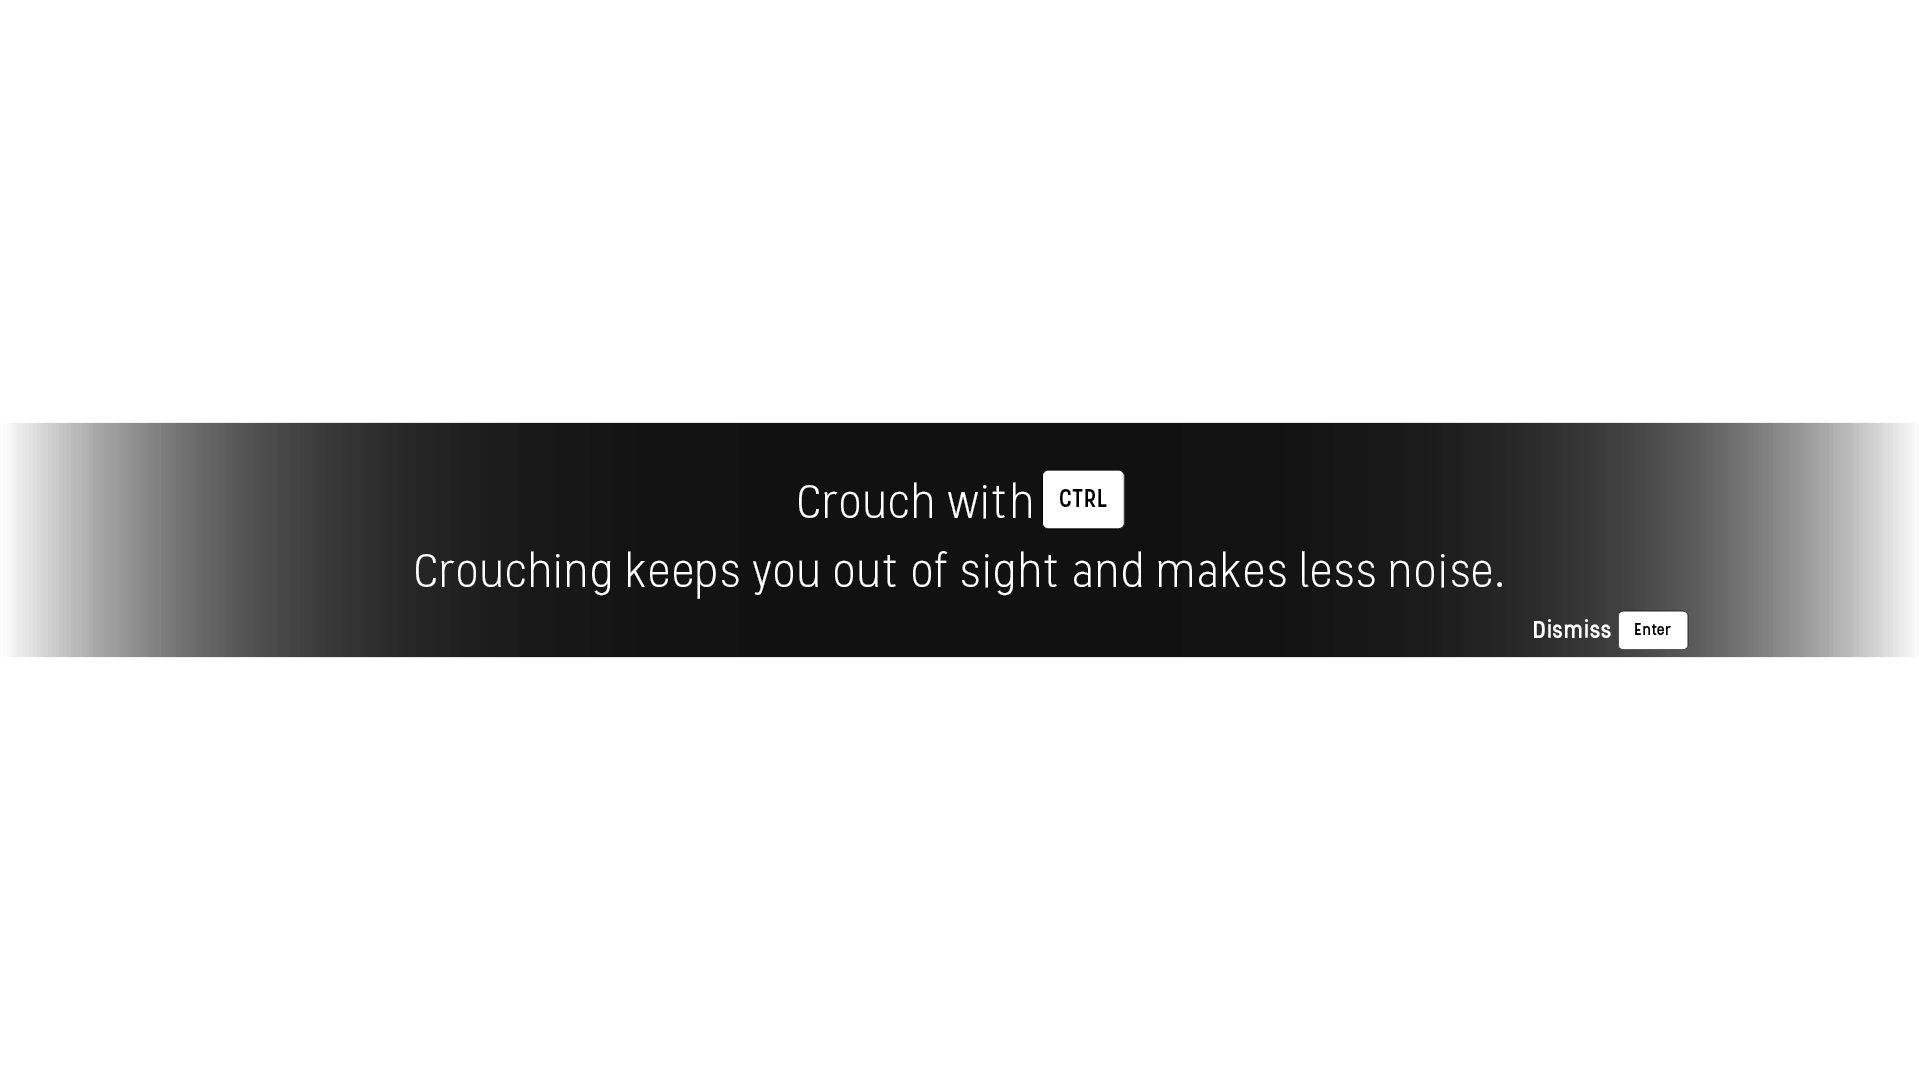 Crouch with CTRL
Crouching keeps you out of sight and makes less noise.
Dismiss Enter